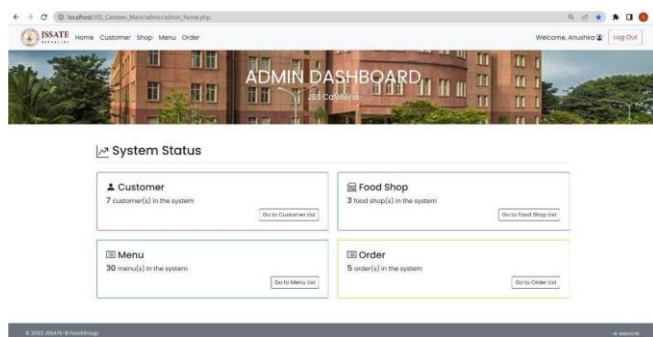 localhost/JSS_Canteen_Main/admin/admin_home.php
JSSATE Home Customer Shop Menu Order Welcome, Anushka Log Out
ADMIN DASHBOARD
JSS Cafeteria
System Status
Customer
7 customer(s) in the system
Go to Customer List
Food Shop
3 food shop(s) in the system
Go to Food Shop List
Menu
30 menu(s) in the system
Go to Menu List
Order
5 order(s) in the system
Go to Order List